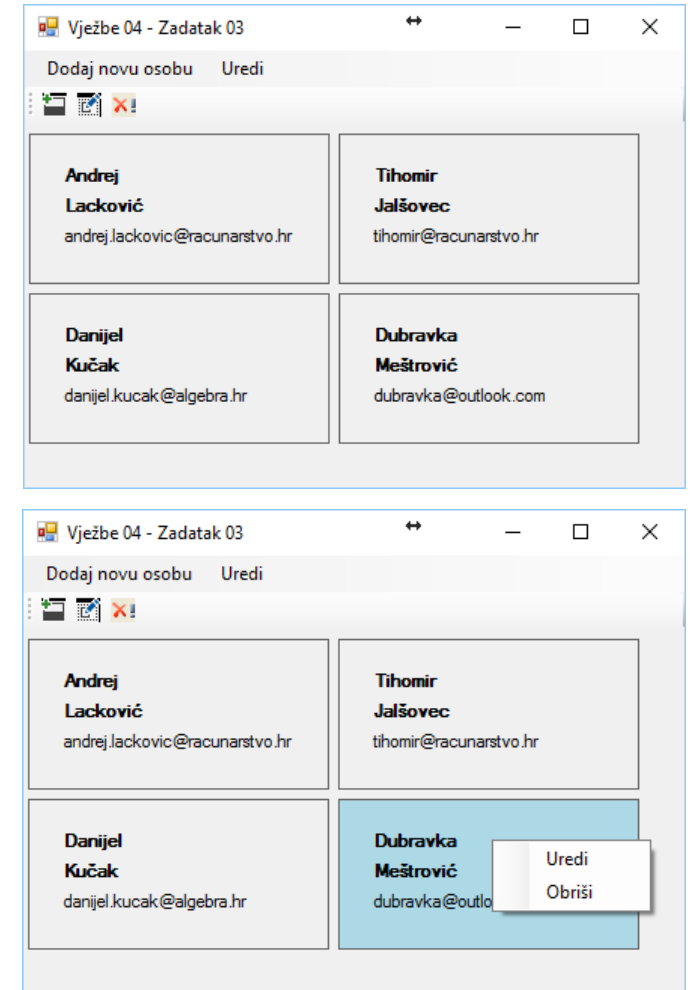 Vježbe 04 - Zadatak 03
Dodaj novu osobu Uredi
Andrej
Lacković
andrej.lackovic@racunarstvo.hr
Tihomir
Jalšovec
tihomir@racunarstvo.hr
Danijel
Kučak
danijel.kucak@algebra.hr
Dubravka
Meštrović
dubravka@outlook.com
Vježbe 04 - Zadatak 03
Dodaj novu osobu Uredi
Andrej
Lacković
andrej.lackovic@racunarstvo.hr
Tihomir
Jalšovec
tihomir@racunarstvo.hr
Danijel
Kučak
danijel.kucak@algebra.hr
Dubravka
Meštrović
dubravka@outlo
Uredi
Obriši